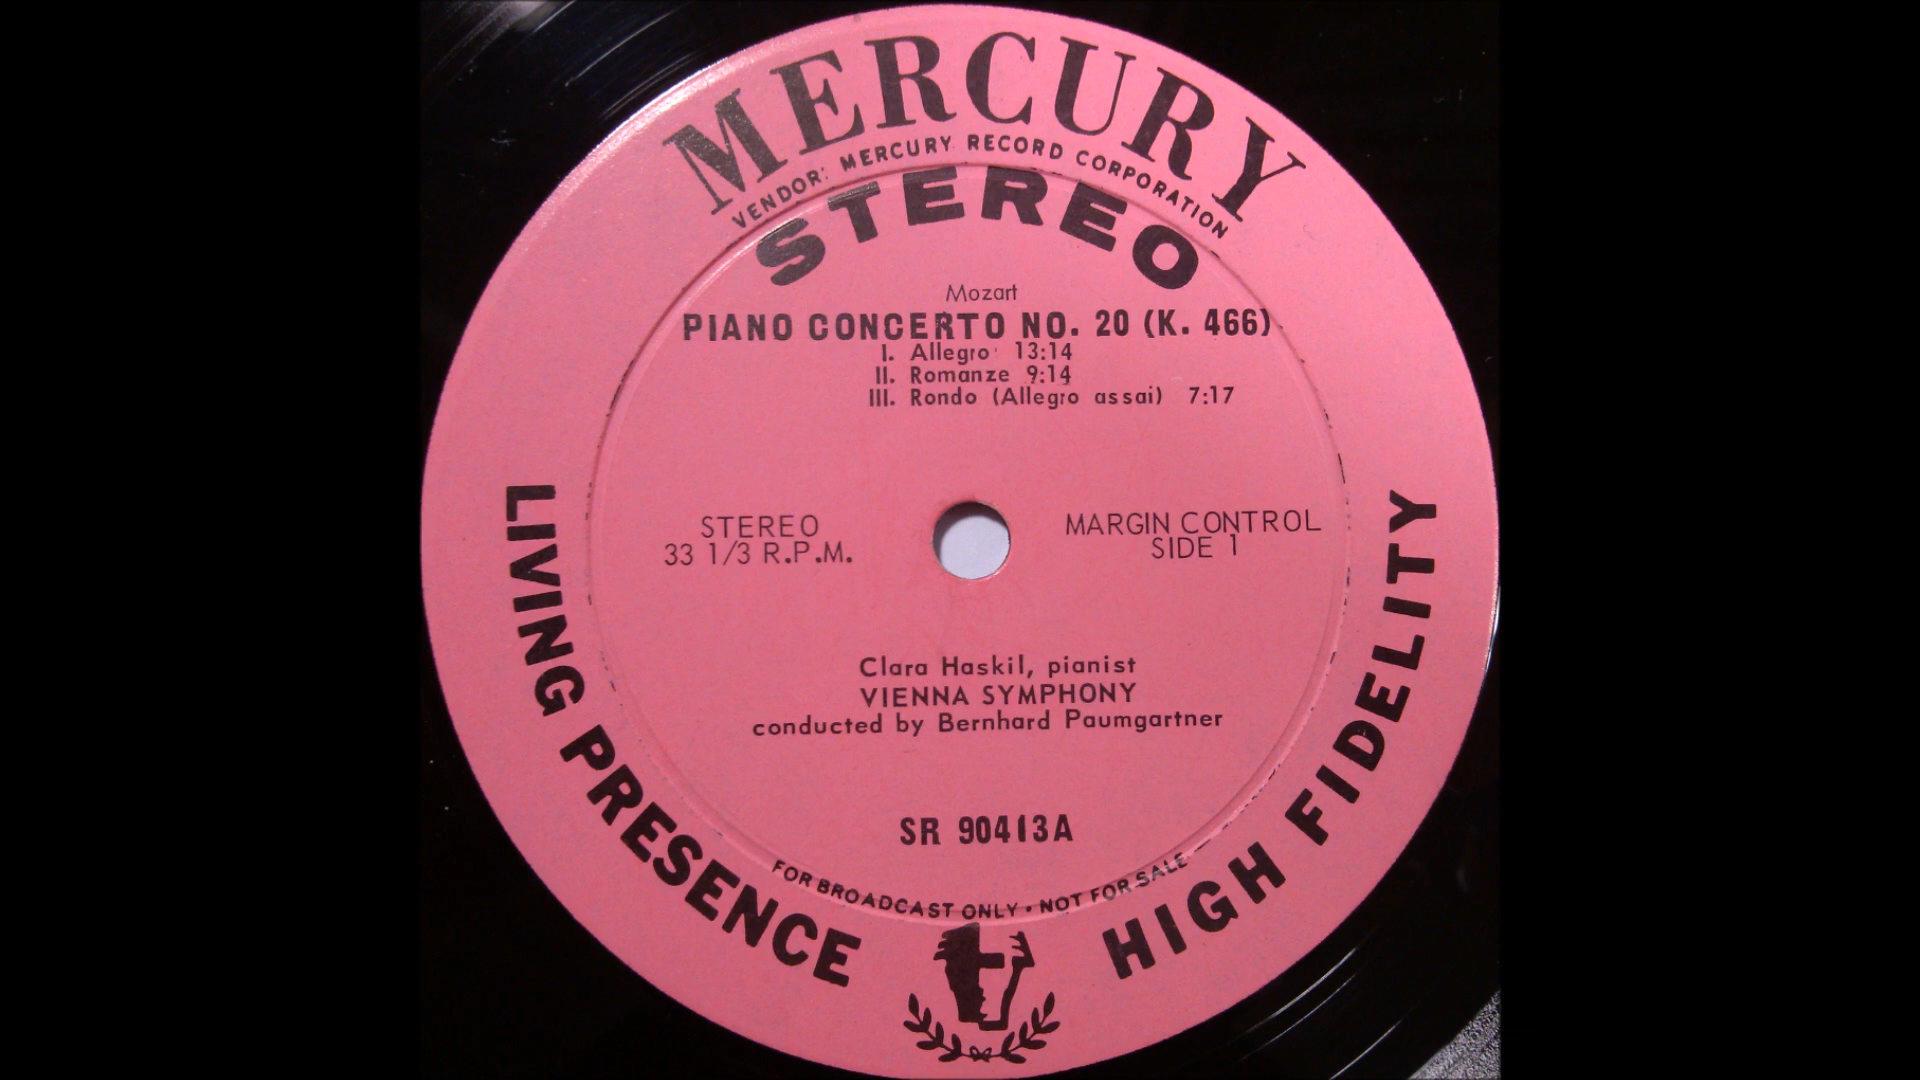 MERCURY
VENDOR: MERCURY RECORD CORPORATION
STEREO
Mozart
PIANO CONCERTO NO. 20 (K. 466)
I. Allegro 13:14
II. Romanze 9:14
III. Rondo (Allegro assai) 7:17
STEREO
33 1/3 R.P.M.
MARGIN CONTROL
SIDE 1
Clara Haskil, pianist
VIENNA SYMPHONY
conducted by Bernhard Paumgartner
SR 90413A
FOR BROADCAST ONLY • NOT FOR SALE
LIVING PRESENCE
HIGH FIDELITY